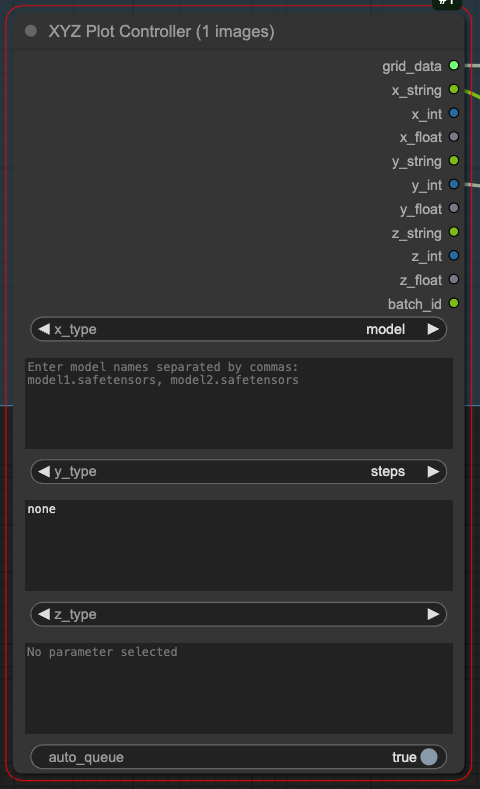 #1
XYZ Plot Controller (1 images)
grid_data
x_string
x_int
x_float
y_string
y_int
y_float
z_string
z_int
z_float
batch_id
x_type model
Enter model names separated by commas:
model1.safetensors, model2.safetensors
y_type steps
none
z_type
No parameter selected
auto_queue true